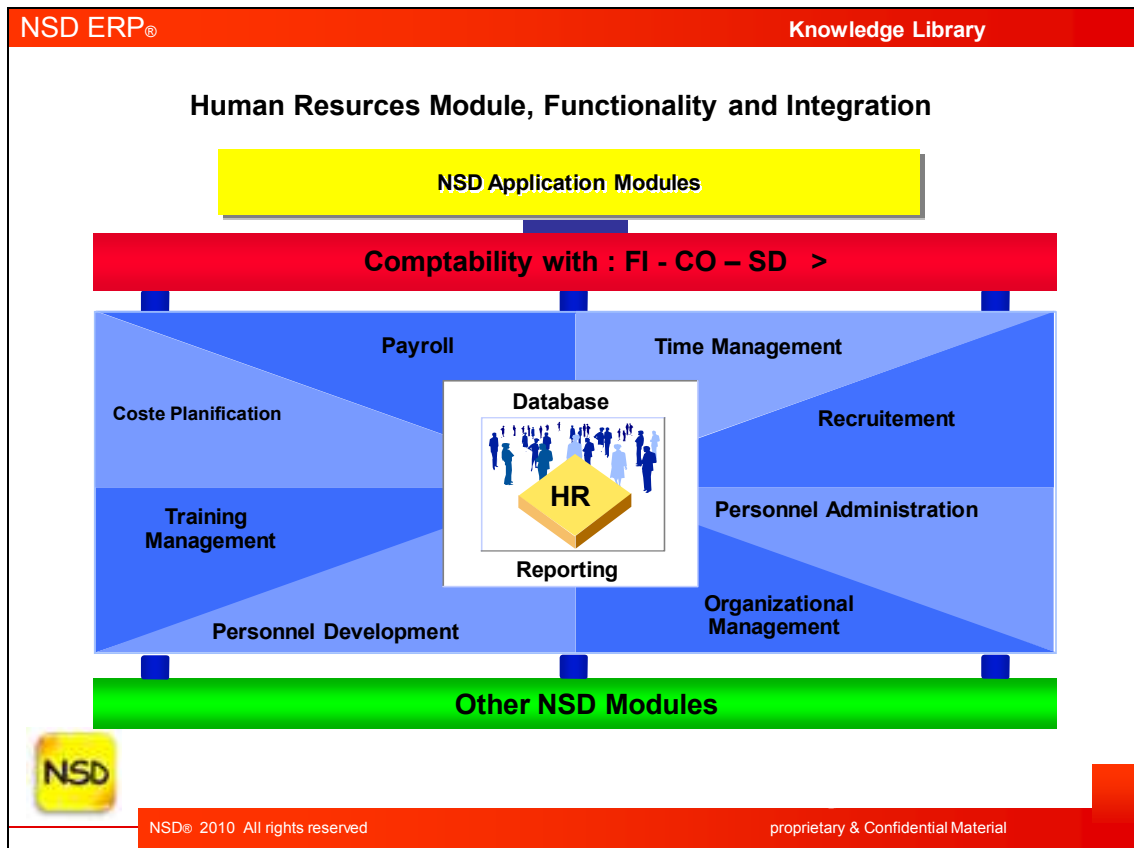 NSD ERP®
Knowledge Library
Human Resurces Module, Functionality and Integration
NSD Application Modules
Comptability with : FI - CO – SD >
Payroll
Time Management
Coste Planification
Database
Recruitement
HR
Training
Management
Personnel Administration
Reporting
Organizational
Management
Personnel Development
Other NSD Modules
NSD
NSD® 2010 All rights reserved
proprietary & Confidential Material